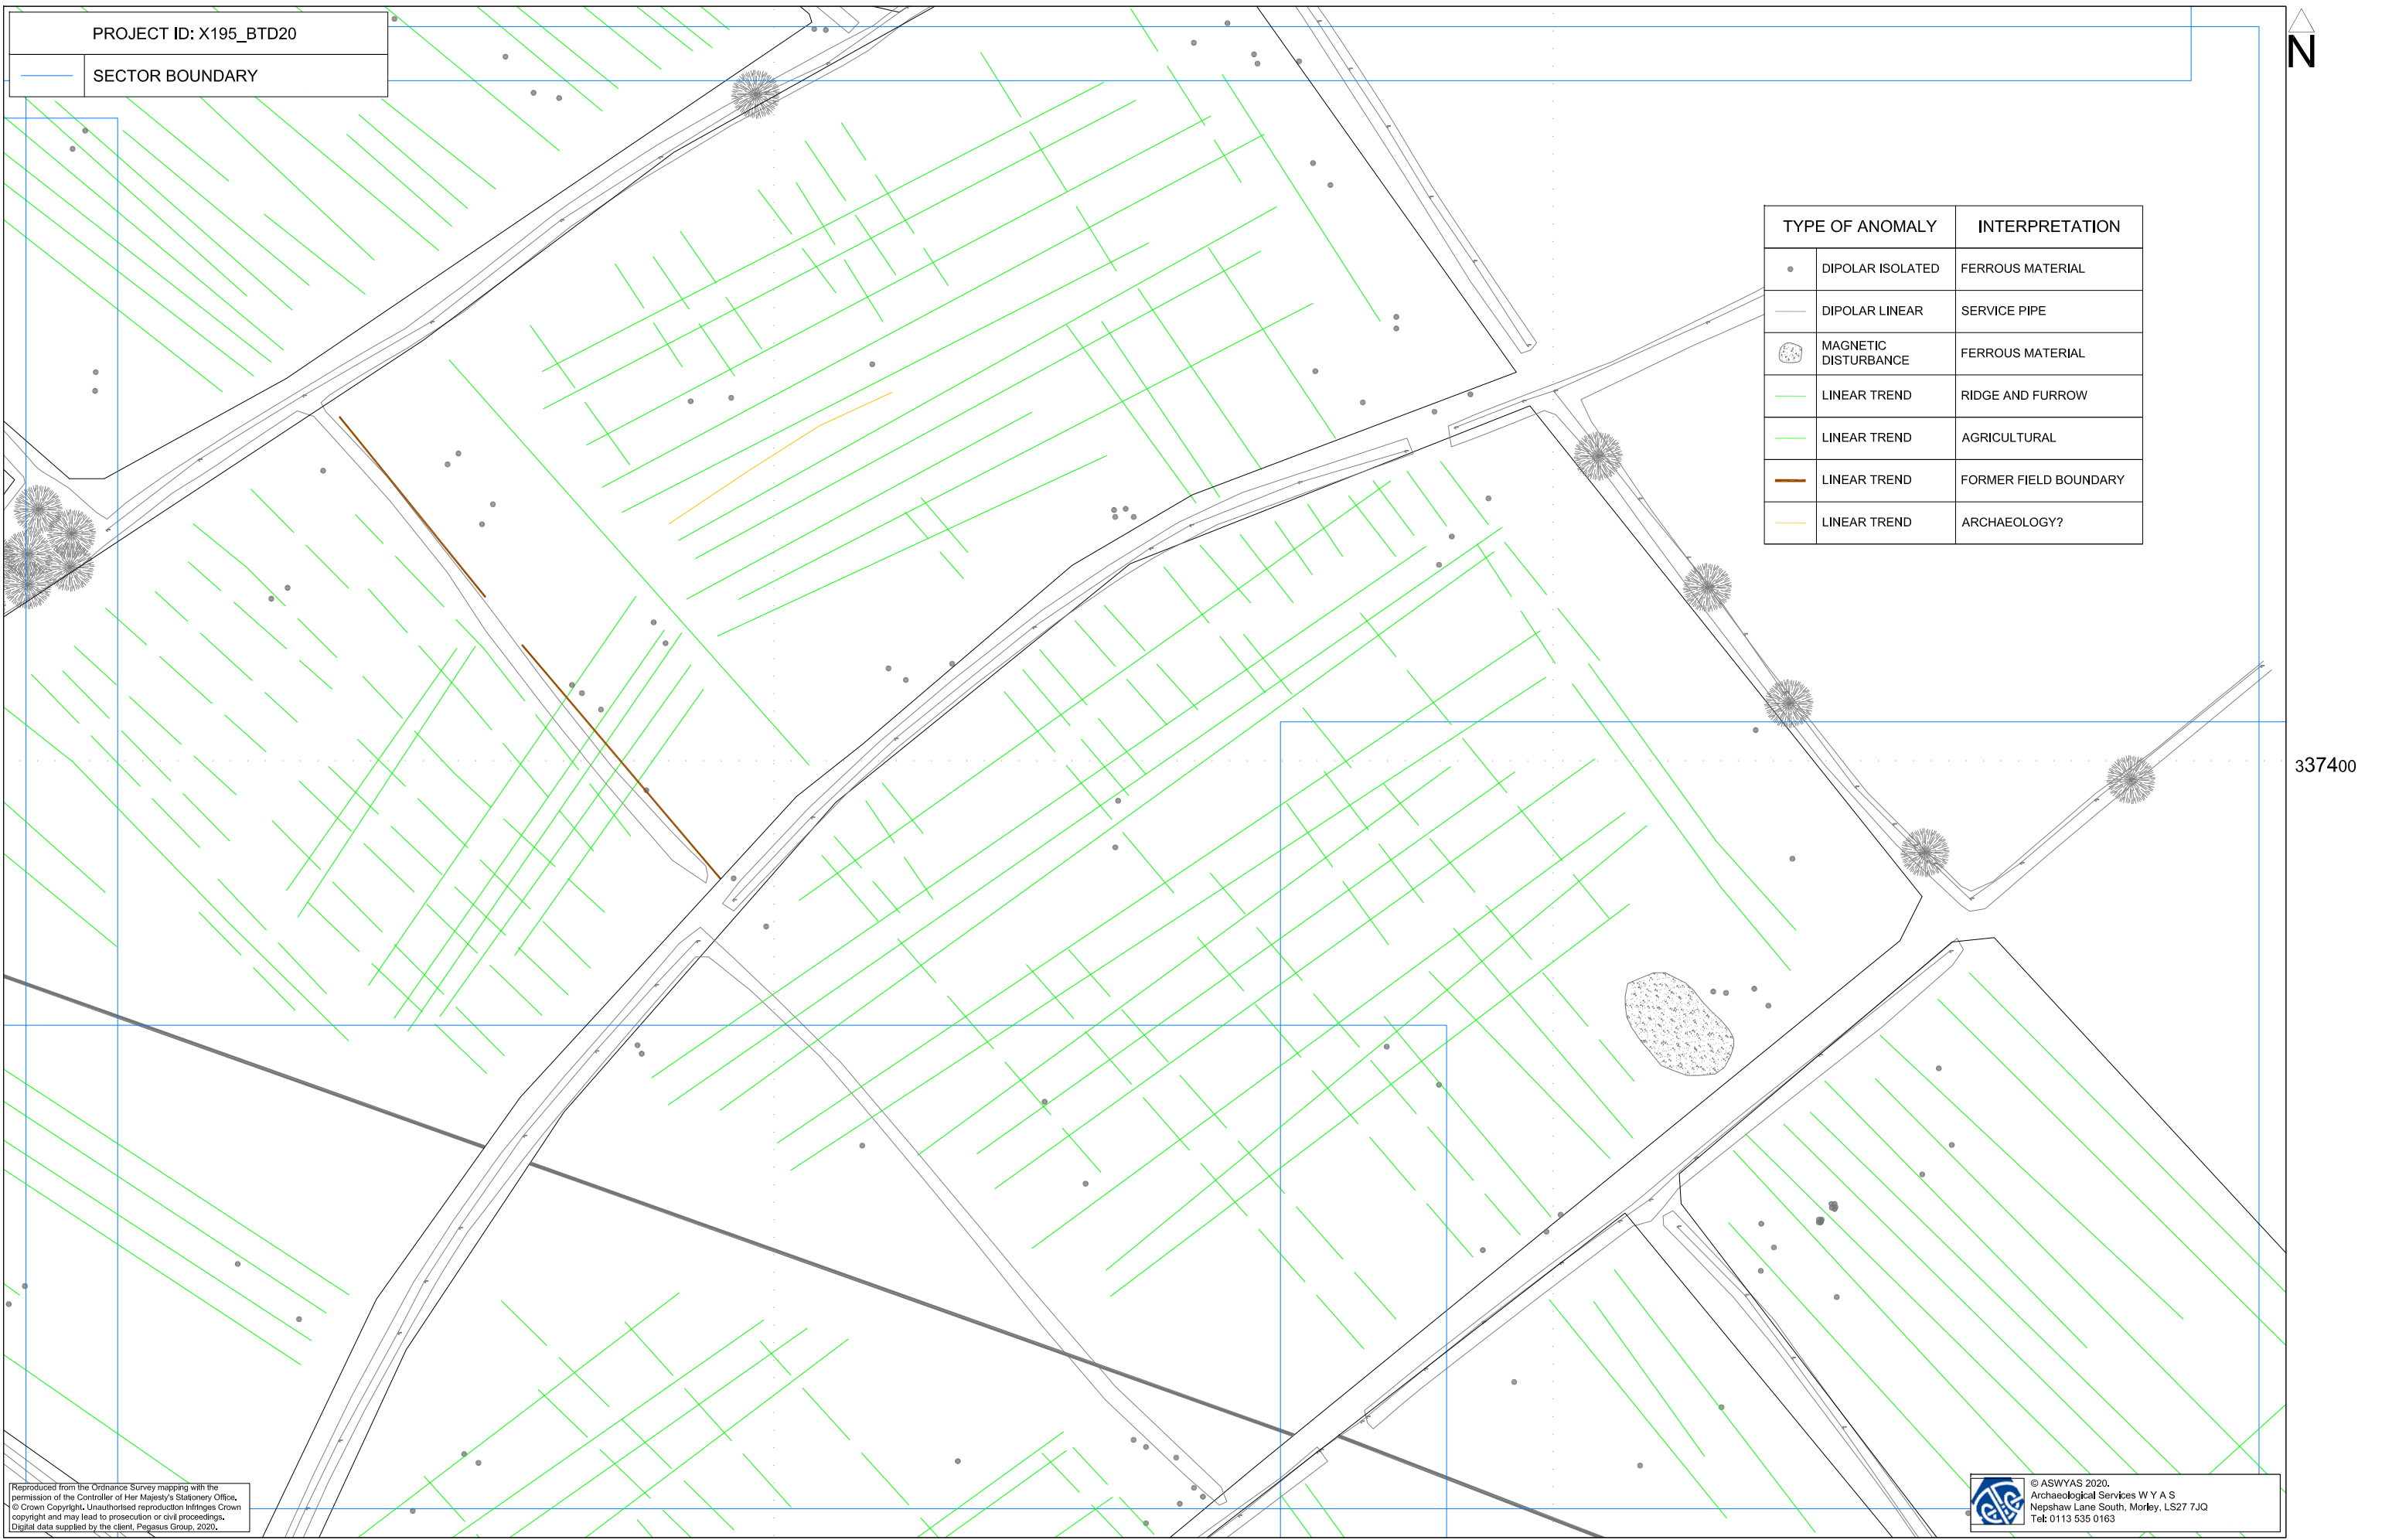 PROJECT ID: X195_BTD20
SECTOR BOUNDARY
N
TYPE OF ANOMALY INTERPRETATION
DIPOLAR ISOLATED FERROUS MATERIAL
DIPOLAR LINEAR SERVICE PIPE
MAGNETIC
DISTURBANCE FERROUS MATERIAL
LINEAR TREND RIDGE AND FURROW
LINEAR TREND AGRICULTURAL
LINEAR TREND FORMER FIELD BOUNDARY
LINEAR TREND ARCHAEOLOGY?
337400
Reproduced from the Ordnance Survey mapping with the
permission of the Controller of Her Majesty's Stationery Office.
© Crown Copyright. Unauthorised reproduction infringes Crown
copyright and may lead to prosecution or civil proceedings.
Digital data supplied by the client, Pegasus Group, 2020.
© ASWYAS 2020.
Archaeological Services W Y A S
Nepshaw Lane South, Morley, LS27 7JQ
Tel: 0113 535 0163